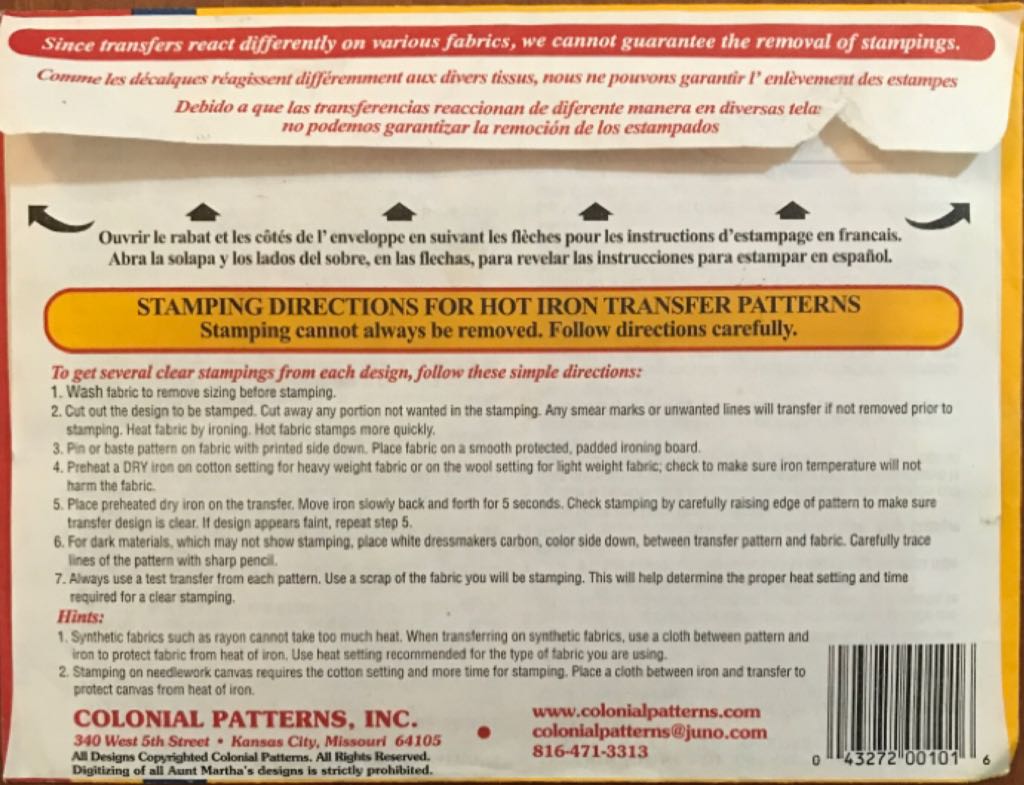 Since transfers react differently on various fabrics, we cannot guarantee the removal of stampings.
Comme les décalques réagissent différemment aux divers tissus, nous ne pouvons garantir l' enlèvement des estampes
Debido a que las transferencias reaccionan de diferente manera en diversas tela
no podemos garantizar la remoción de los estampados
Ouvrir le rabat et les côtés de l' enveloppe en suivant les flèches pour les instructions d'estampage en francais.
Abra la solapa y los lados del sobre, en las flechas, para revelar las instrucciones para estampar en español.
STAMPING DIRECTIONS FOR HOT IRON TRANSFER PATTERNS
Stamping cannot always be removed. Follow directions carefully.
To get several clear stampings from each design, follow these simple directions:
1. Wash fabric to remove sizing before stamping.
2. Cut out the design to be stamped. Cut away any portion not wanted in the stamping. Any smear marks or unwanted lines will transfer if not removed prior to
stamping. Heat fabric by ironing. Hot fabric stamps more quickly.
3. Pin or baste pattern on fabric with printed side down. Place fabric on a smooth protected, padded ironing board.
4. Preheat a DRY iron on cotton setting for heavy weight fabric or on the wool setting for light weight fabric; check to make sure iron temperature will not
harm the fabric.
5. Place preheated dry iron on the transfer. Move iron slowly back and forth for 5 seconds. Check stamping by carefully raising edge of pattern to make sure
transfer design is clear. If design appears faint, repeat step 5.
6. For dark materials, which may not show stamping, place white dressmakers carbon, color side down, between transfer pattern and fabric. Carefully trace
lines of the pattern with sharp pencil.
7. Always use a test transfer from each pattern. Use a scrap of the fabric you will be stamping. This will help determine the proper heat setting and time
required for a clear stamping.
Hints:
1. Synthetic fabrics such as rayon cannot take too much heat. When transferring on synthetic fabrics, use a cloth between pattern and
iron to protect fabric from heat of iron. Use heat setting recommended for the type of fabric you are using.
2. Stamping on needlework canvas requires the cotton setting and more time for stamping. Place a cloth between iron and transfer to
protect canvas from heat of iron.
COLONIAL PATTERNS, INC.
340 West 5th Street • Kansas City, Missouri 64105
All Designs Copyrighted Colonial Patterns. All Rights Reserved.
Digitizing of all Aunt Martha's designs is strictly prohibited.
www.colonialpatterns.com
colonialpatterns@juno.com
816-471-3313
0 43272 00101 6